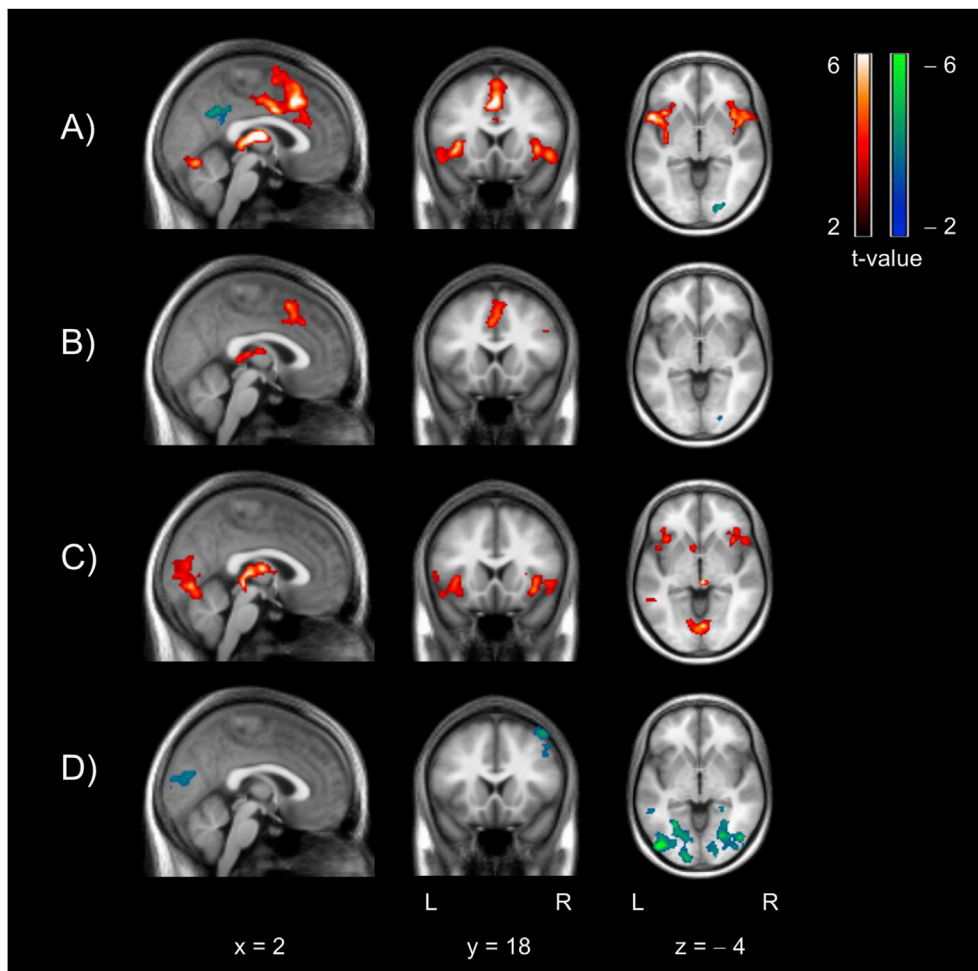 A)
6
– 6
2
– 2
t-value
B)
C)
D)
L R L R
x = 2 y = 18 z = – 4